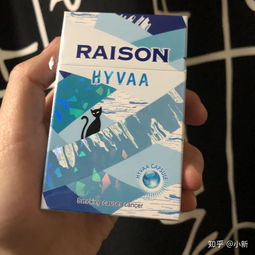 RAISON
HYVAA
HYVAA CAPSULE
smoking causes cancer
知乎 @小新